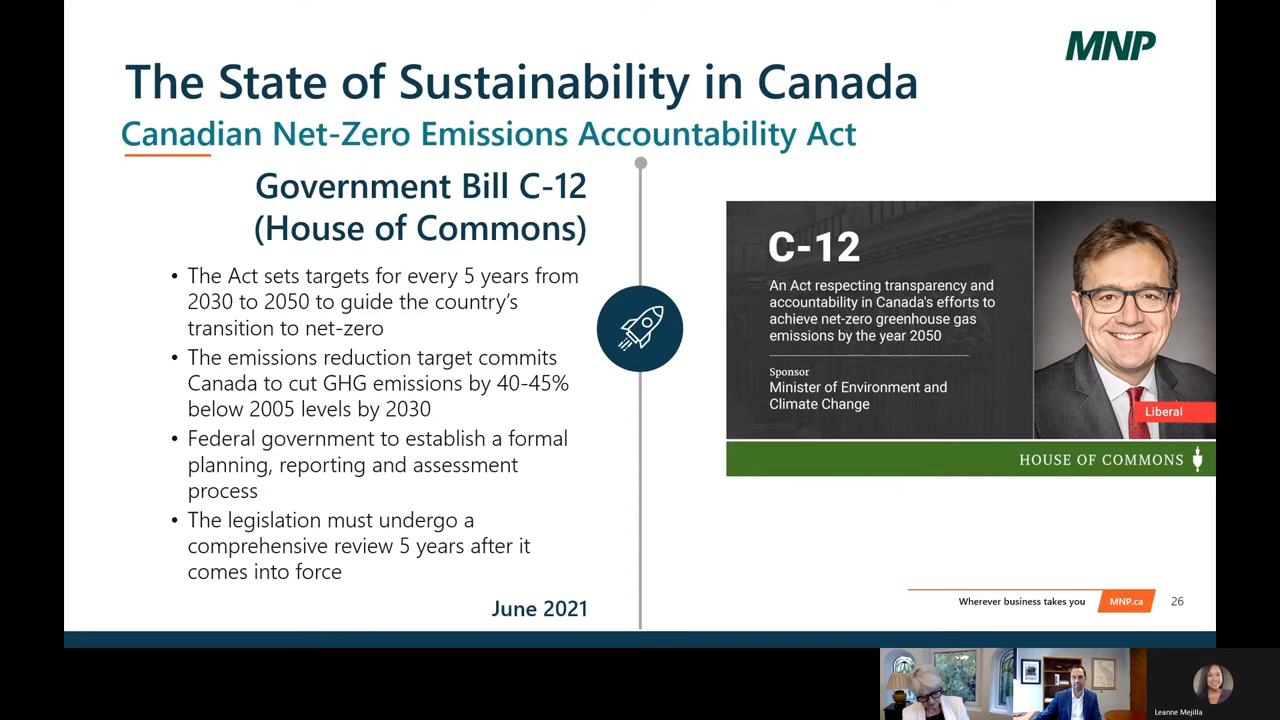 MNP
The State of Sustainability in Canada
Canadian Net-Zero Emissions Accountability Act
Government Bill C-12
(House of Commons)
• The Act sets targets for every 5 years from
2030 to 2050 to guide the country's
transition to net-zero
• The emissions reduction target commits
Canada to cut GHG emissions by 40-45%
below 2005 levels by 2030
• Federal government to establish a formal
planning, reporting and assessment
process
• The legislation must undergo a
comprehensive review 5 years after it
comes into force
June 2021
C-12
An Act respecting transparency and
accountability in Canada's efforts to
achieve net-zero greenhouse gas
emissions by the year 2050
Sponsor
Minister of Environment and
Climate Change
Liberal
HOUSE OF COMMONS
Wherever business takes you
MNP.ca
26
Leanne Mejilla